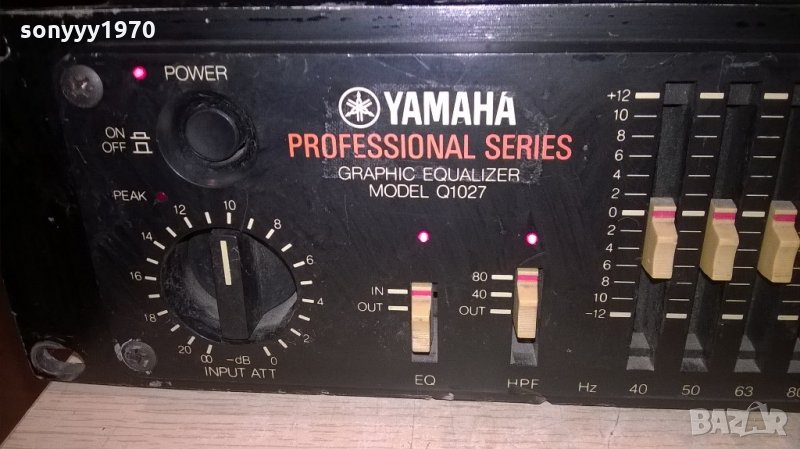 sonyyy1970
POWER
ON
OFF
PEAK
YAMAHA
PROFESSIONAL SERIES
GRAPHIC EQUALIZER
MODEL Q1027
12 10 8
14 6
16 4
18 2
20 ∞ -dB 0
INPUT ATT
IN
OUT
EQ
80
40
OUT
HPF
+12
10
8
6
4
2
0
2
4
6
8
10
-12
Hz 40 50 63 80
BAZAR